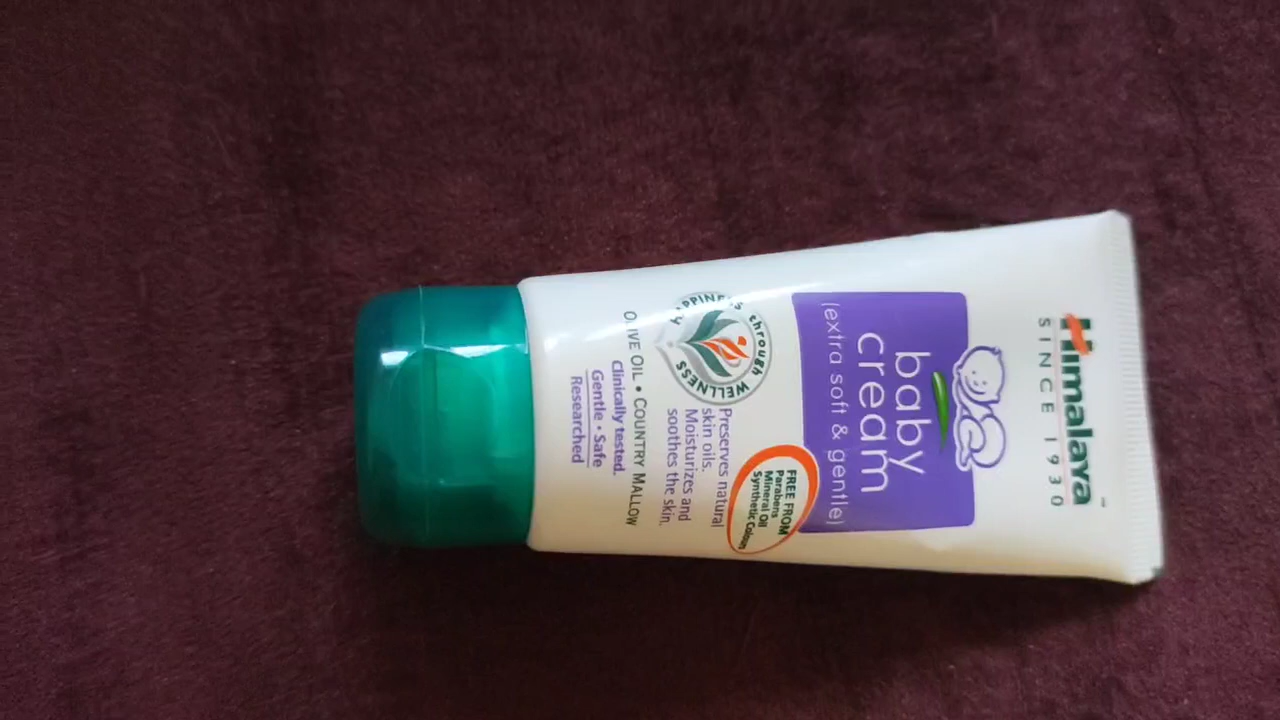 Himalaya
SINCE 1930
baby
cream
(extra soft & gentle)
FREE FROM
Parabens
Mineral Oil
Synthetic Colours
HAPPINESS through WELLNESS
Preserves natural
skin oils.
Moisturizes and
soothes the skin.
OLIVE OIL • COUNTRY MALLOW
Clinically tested.
Gentle • Safe
Researched